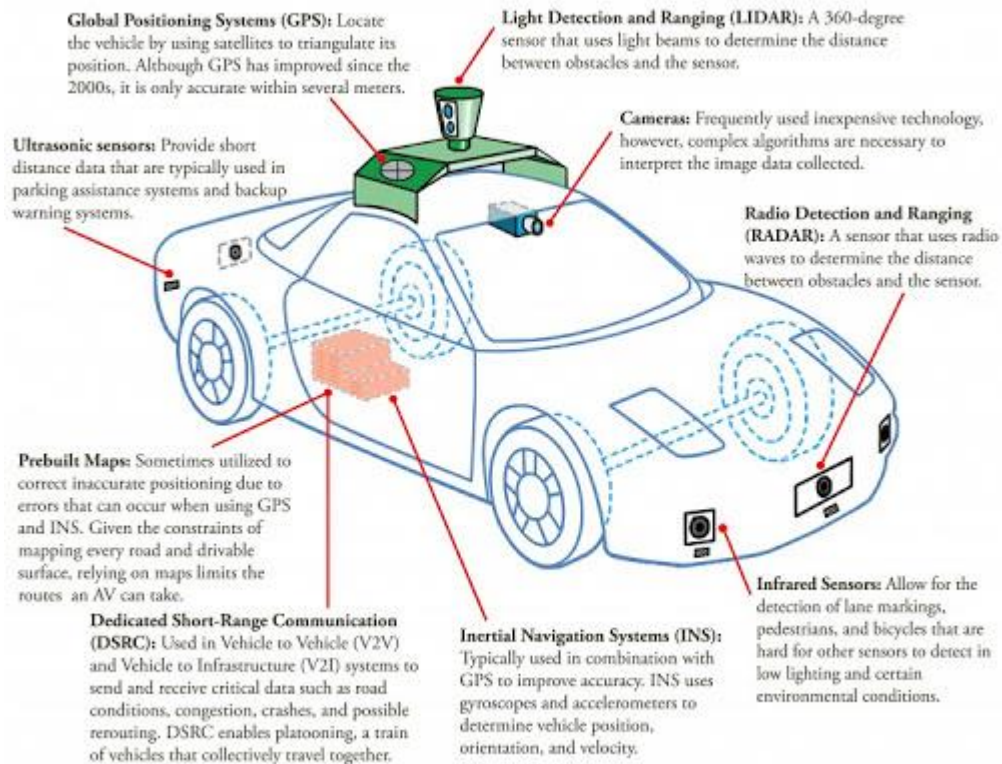 Global Positioning Systems (GPS): Locate
the vehicle by using satellites to triangulate its
position. Although GPS has improved since the
2000s, it is only accurate within several meters.
Light Detection and Ranging (LIDAR): A 360-degree
sensor that uses light beams to determine the distance
between obstacles and the sensor.
Cameras: Frequently used inexpensive technology,
however, complex algorithms are necessary to
interpret the image data collected.
Ultrasonic sensors: Provide short
distance data that are typically used in
parking assistance systems and backup
warning systems.
Radio Detection and Ranging
(RADAR): A sensor that uses radio
waves to determine the distance
between obstacles and the sensor.
Prebuilt Maps: Sometimes utilized to
correct inaccurate positioning due to
errors that can occur when using GPS
and INS. Given the constraints of
mapping every road and drivable
surface, relying on maps limits the
routes an AV can take.
Dedicated Short-Range Communication
(DSRC): Used in Vehicle to Vehicle (V2V)
and Vehicle to Infrastructure (V2I) systems to
send and receive critical data such as road
conditions, congestion, crashes, and possible
rerouting. DSRC enables platooning, a train
of vehicles that collectively travel together.
Inertial Navigation Systems (INS):
Typically used in combination with
GPS to improve accuracy. INS uses
gyroscopes and accelerometers to
determine vehicle position,
orientation, and velocity.
Infrared Sensors: Allow for the
detection of lane markings,
pedestrians, and bicycles that are
hard for other sensors to detect in
low lighting and certain
environmental conditions.